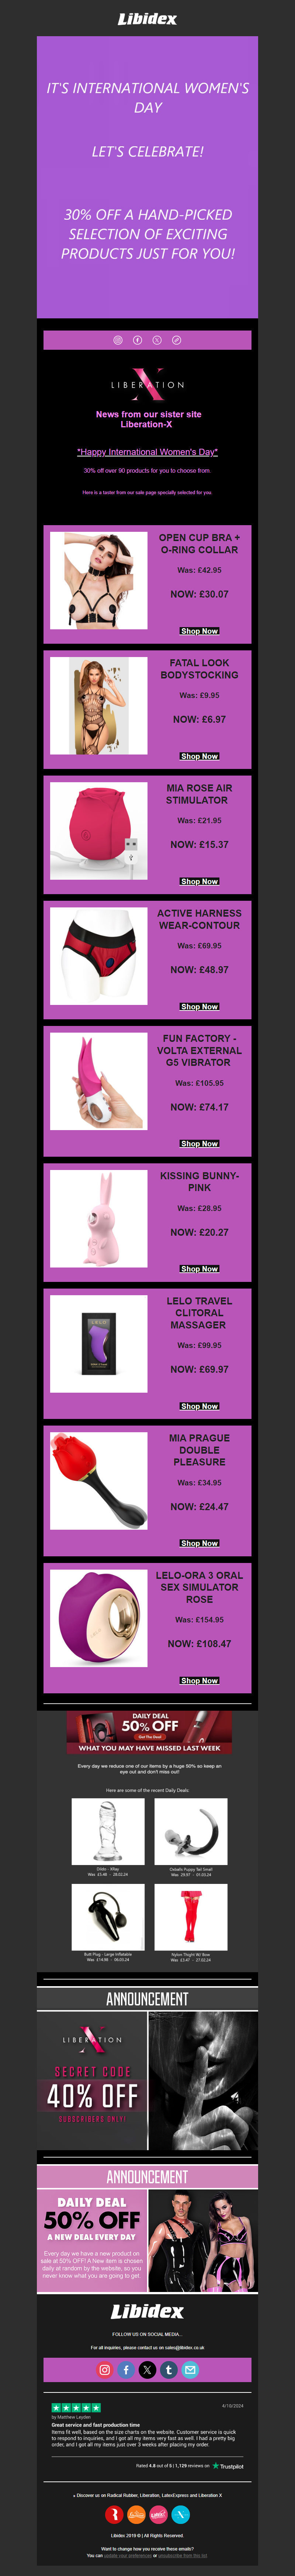 Libidex
IT'S INTERNATIONAL WOMEN'S
DAY
LET'S CELEBRATE!
30% OFF A HAND-PICKED
SELECTION OF EXCITING
PRODUCTS JUST FOR YOU!
LIBERATION
News from our sister site
Liberation-X
"Happy International Women's Day"
30% off over 90 products for you to choose from.
Here is a taster from our sale page specially selected for you.
OPEN CUP BRA +
O-RING COLLAR
Was: £42.95
NOW: £30.07
Shop Now
FATAL LOOK
BODYSTOCKING
Was: £9.95
NOW: £6.97
Shop Now
MIA ROSE AIR
STIMULATOR
Was: £21.95
NOW: £15.37
Shop Now
ACTIVE HARNESS
WEAR-CONTOUR
Was: £69.95
NOW: £48.97
Shop Now
FUN FACTORY -
VOLTA EXTERNAL
G5 VIBRATOR
Was: £105.95
NOW: £74.17
Shop Now
KISSING BUNNY-
PINK
Was: £28.95
NOW: £20.27
Shop Now
LELO TRAVEL
CLITORAL
MASSAGER
Was: £99.95
NOW: £69.97
Shop Now
MIA PRAGUE
DOUBLE
PLEASURE
Was: £34.95
NOW: £24.47
Shop Now
LELO-ORA 3 ORAL
SEX SIMULATOR
ROSE
Was: £154.95
NOW: £108.47
Shop Now
DAILY DEAL
50% OFF
Get The Deal
WHAT YOU MAY HAVE MISSED LAST WEEK
Every day we reduce one of our items by a huge 50% so keep an
eye out and don't miss out!
Here are some of the recent Daily Deals:
Dildo - XRay
Oxballs Puppy Tail Small
Butt Plug - Large Inflatable
Was £14.98 - 06.03.24
Nylon Thight W/ Bow
Was £3.47 - 27.02.24
ANNOUNCEMENT
LIBERATION
SECRET CODE
40% OFF
SUBSCRIBERS ONLY!
ANNOUNCEMENT
DAILY DEAL
50% OFF
A NEW DEAL EVERY DAY
Every day we have a new product on
sale at 50% OFF! A New item is chosen
daily at random by the website, so you
never know what you are going to get.
Libidex
FOLLOW US ON SOCIAL MEDIA...
For all inquiries, please contact us on sales@libidex.co.uk
4/19/2024
by Matthew Layden
Great service and fast production time
Items fit well, based on the size charts on the website. Customer service is quick
to respond to inquiries, and I got my items very fast as well. I had a pretty big
order, and I got all my items just over 3 weeks after placing my order.
Rated 4.8 out of 5 | 1,129 reviews on Trustpilot
Discover us on Radical Rubber, Liberation, LatexExpress and Liberation X
Libidex 2019 © | All Rights Reserved.
Want to change how you receive these emails?
You can update your preferences or unsubscribe from this list